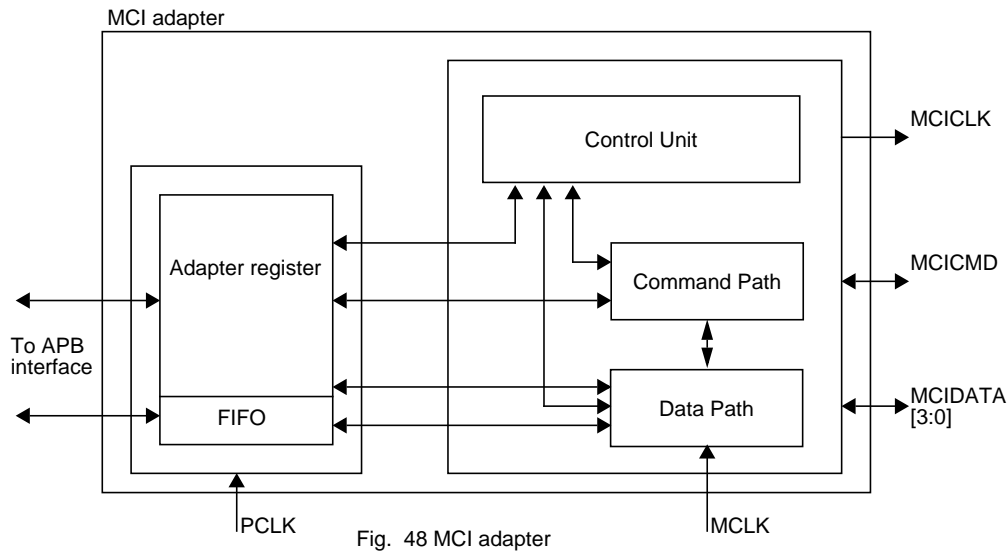 MCI adapter
Control Unit
MCICLK
Adapter register
Command Path
MCICMD
To APB
interface
FIFO
Data Path
MCIDATA
[3:0]
PCLK
MCLK
Fig. 48 MCI adapter